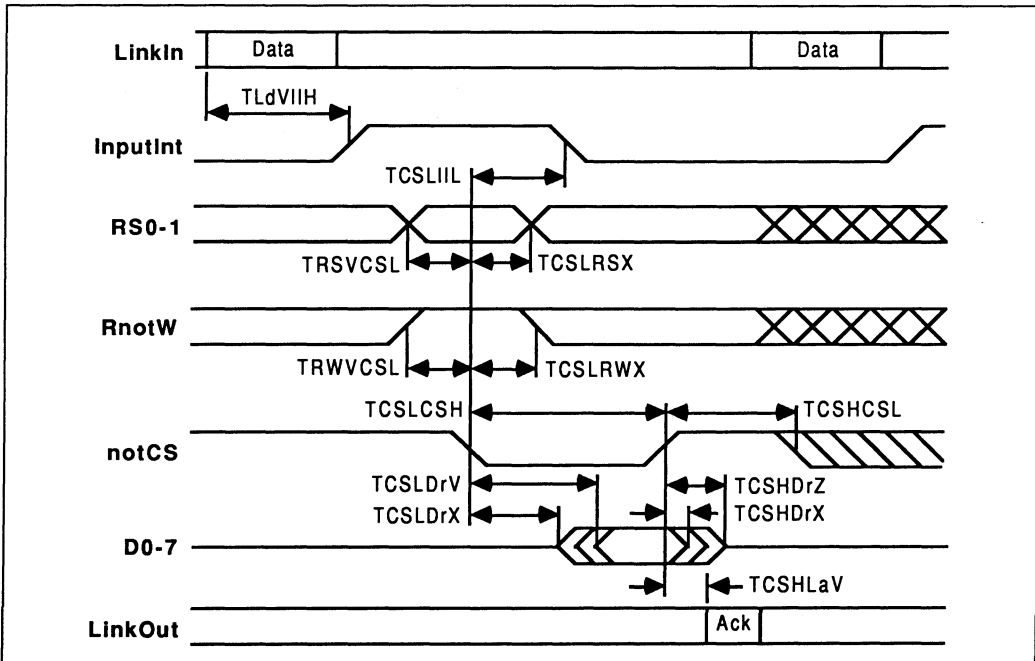 LinkIn
Data
Data
TLdVIIH
InputInt
TCSLIIL
RS0-1
TRSVCSL
TCSLRSX
RnotW
TRWVCSL
TCSLRWX
TCSLCSH
TCSHCSL
notCS
TCSLDrV
TCSHDrZ
TCSLDrX
TCSHDrX
D0-7
TCSHLaV
LinkOut
Ack